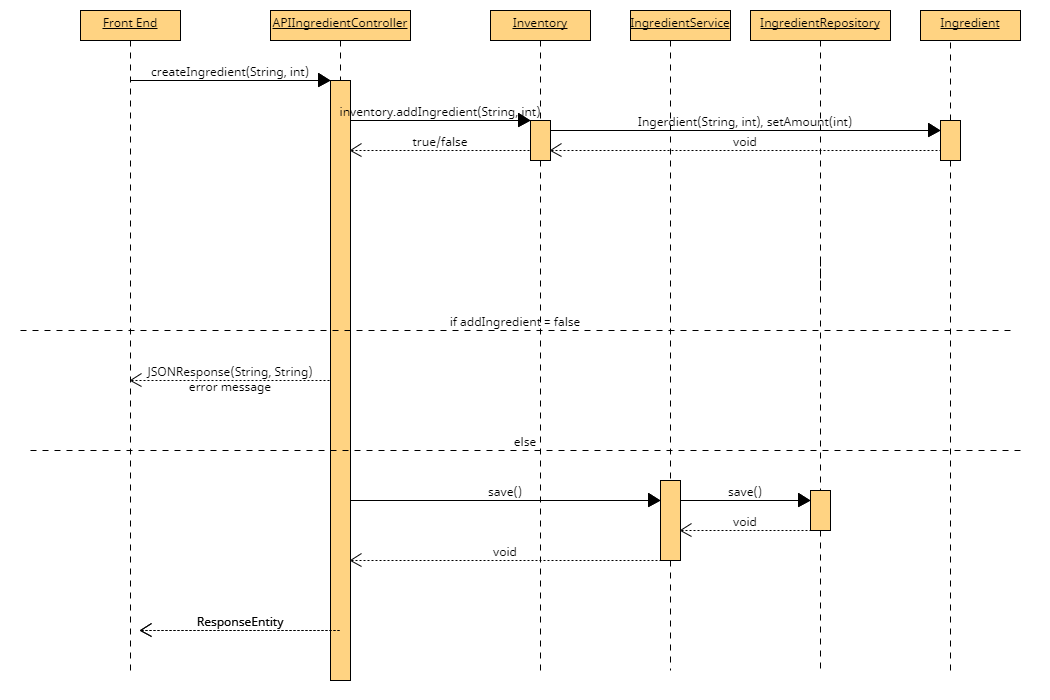 Front End
APIIngredientController
Inventory
IngredientService
IngredientRepository
Ingredient
createIngredient(String, int)
inventory.addIngredient(String, int)
Ingerdient(String, int), setAmount(int)
true/false
void
if addIngredient = false
JSONResponse(String, String)
error message
else
save()
save()
void
void
ResponseEntity